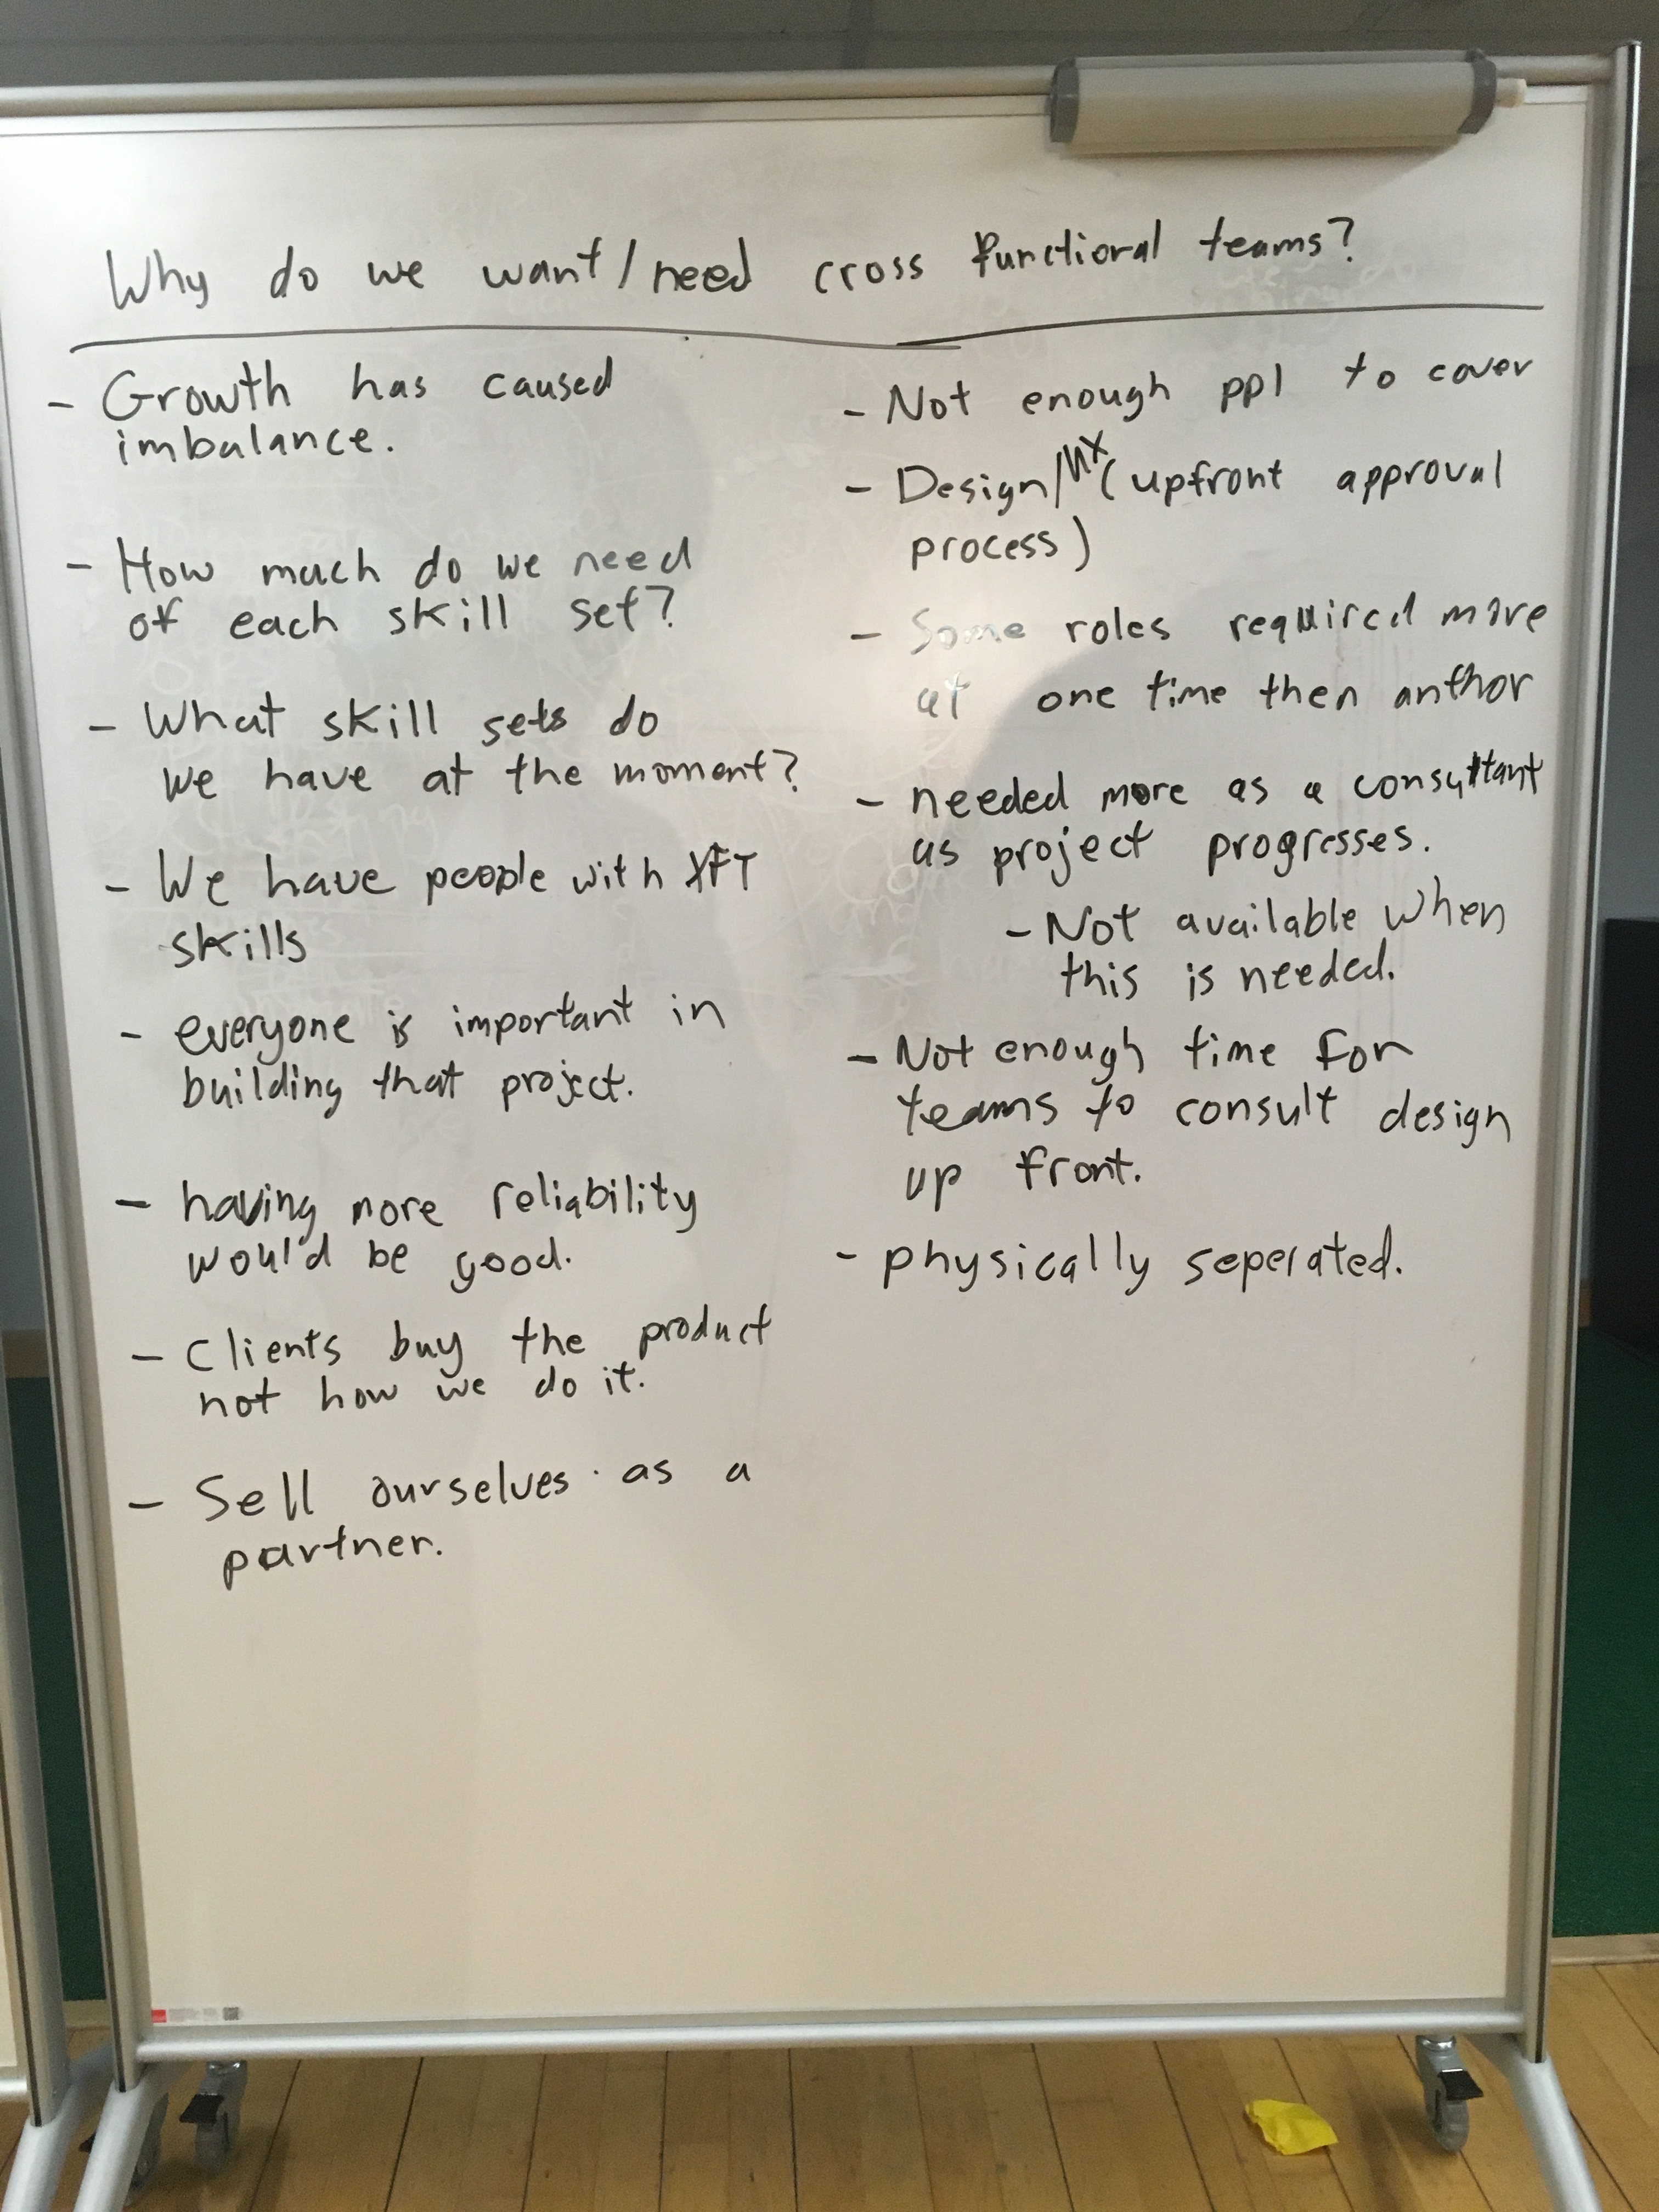 Why do we want/need cross functional teams?
- Growth has caused
imbalance.
- How much do we need
of each skill set?
- What skill sets do
we have at the moment?
- We have people with XFT
skills
- everyone is important in
building that project.
- having more reliability
would be good.
- Clients buy the product
not how we do it.
- Sell ourselves as a
partner.
- Not enough ppl to cover
- Design/UX (upfront approval
process)
- Some roles required more
at one time then anthor
- needed more as a consultant
as project progresses.
- Not available when
this is needed.
- Not enough time for
teams to consult design
up front.
- physically seperated.